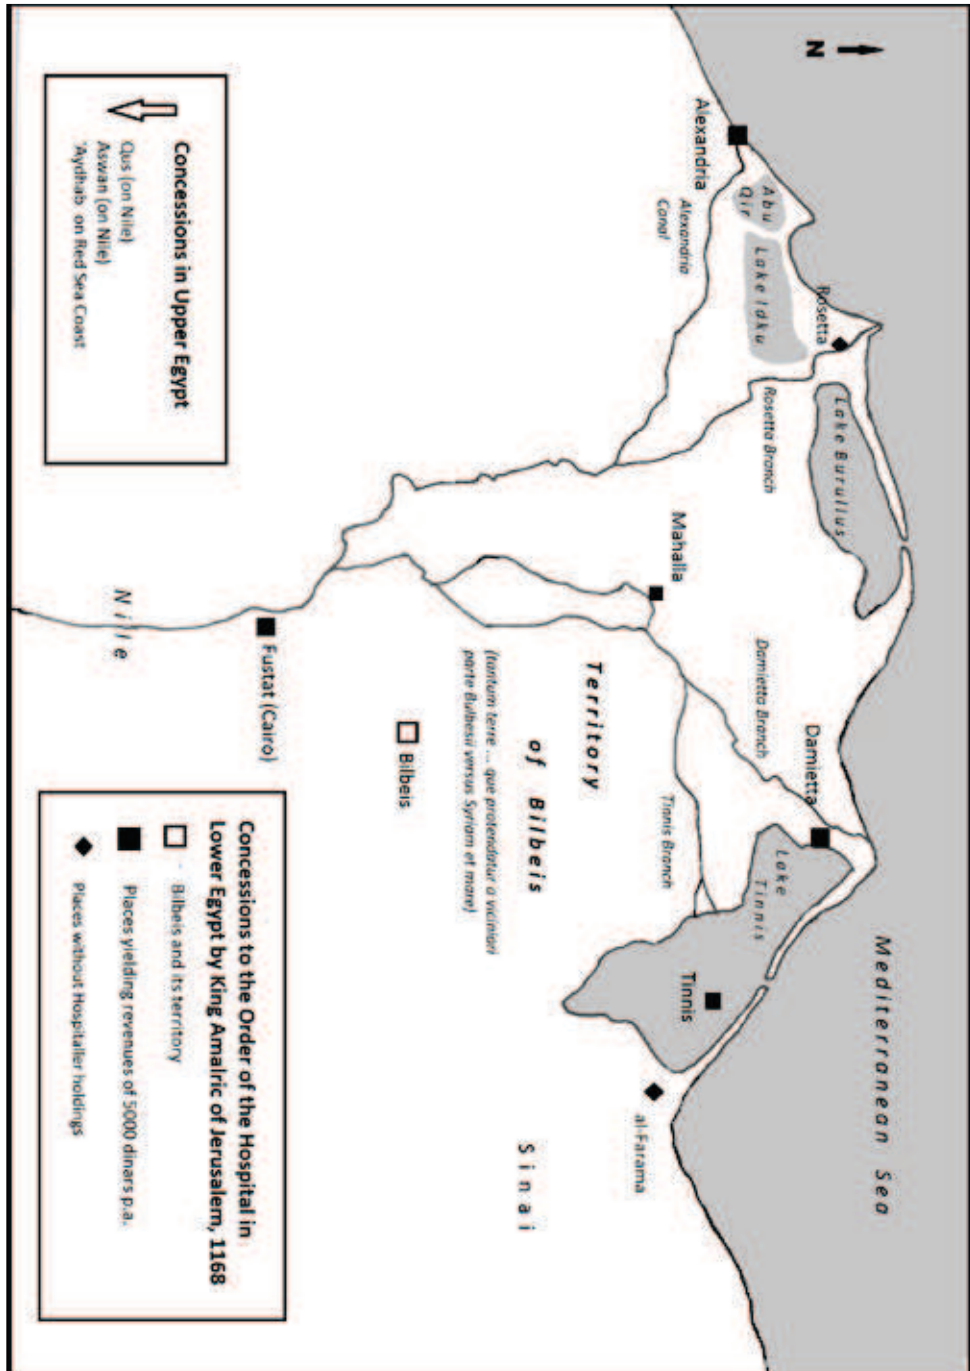 N
Mediterranean Sea
Alexandria
Abu
Qir
Alexandria
Canal
Lake Idku
Rosetta
Rosetta Branch
Lake Burullus
Mahalla
Damietta Branch
Damietta
Lake
Tinnis
Tinnis
Tinnis Branch
al-Farama
Sinai
Territory
of Bilbeis
(tantum terre ... que protendatur a viciniori
parte Bulbesii versus Syriam et mare)
Bilbeis
Fustat (Cairo)
Nile
Concessions in Upper Egypt
Qus (on Nile)
Aswan (on Nile)
'Aydhab on Red Sea Coast
Concessions to the Order of the Hospital in
Lower Egypt by King Amalric of Jerusalem, 1168
Bilbeis and its territory
Places yielding revenues of 5000 dinars p.a.
Places without Hospitaller holdings